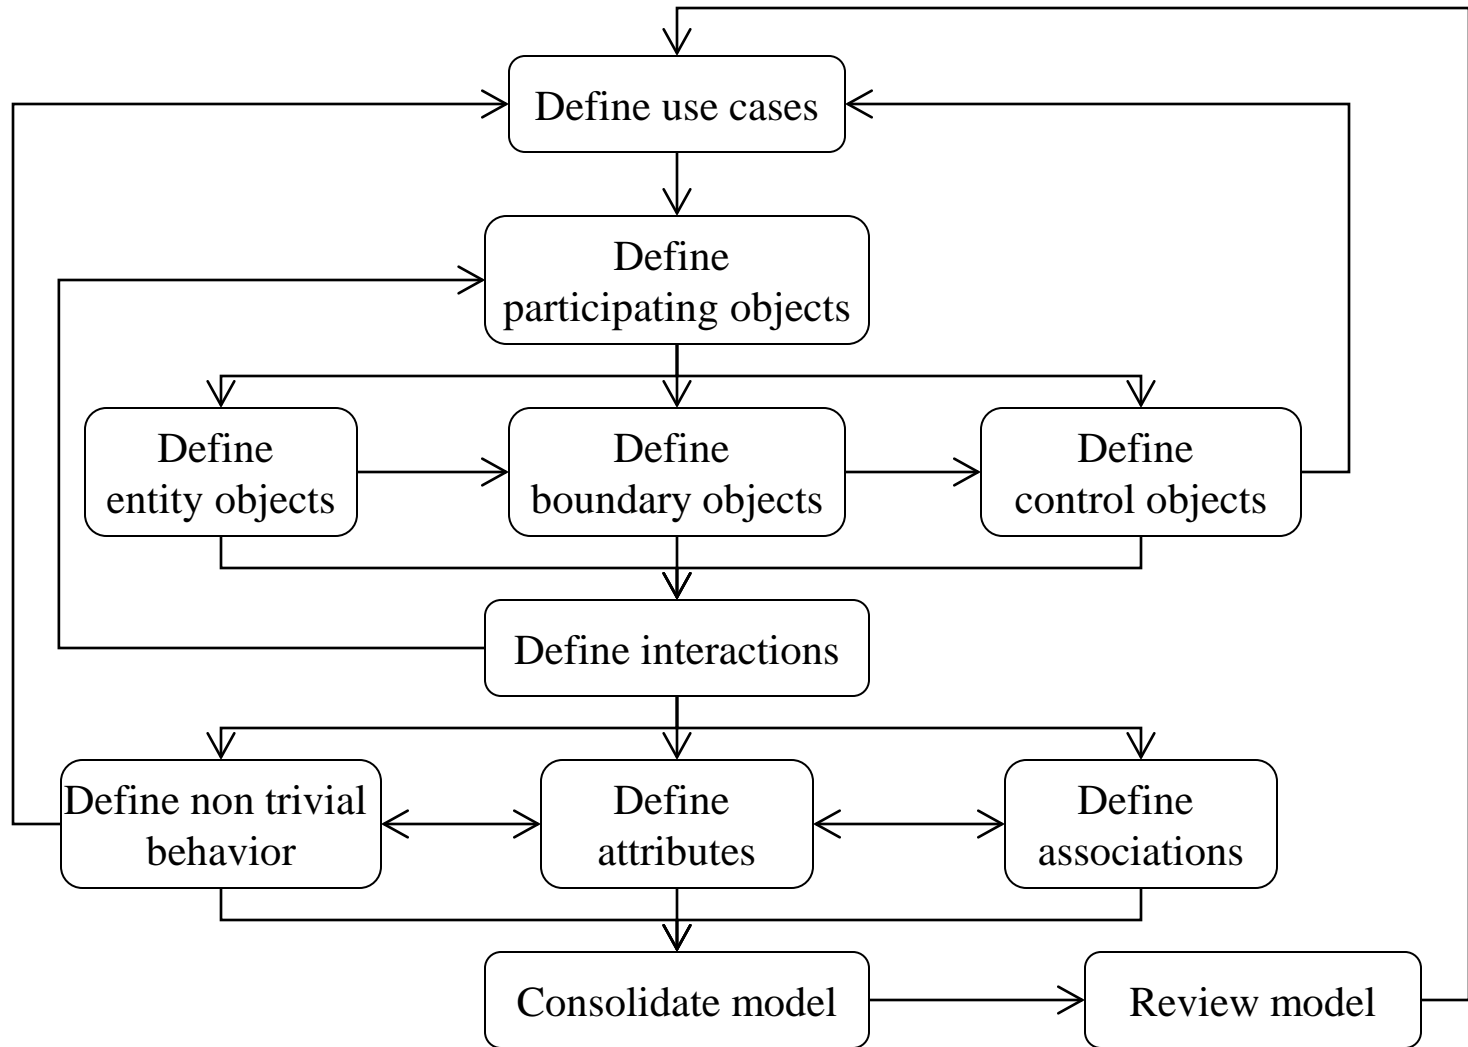 Define use cases
Define
participating objects
Define
entity objects
Define
boundary objects
Define
control objects
Define interactions
Define non trivial
behavior
Define
attributes
Define
associations
Consolidate model
Review model